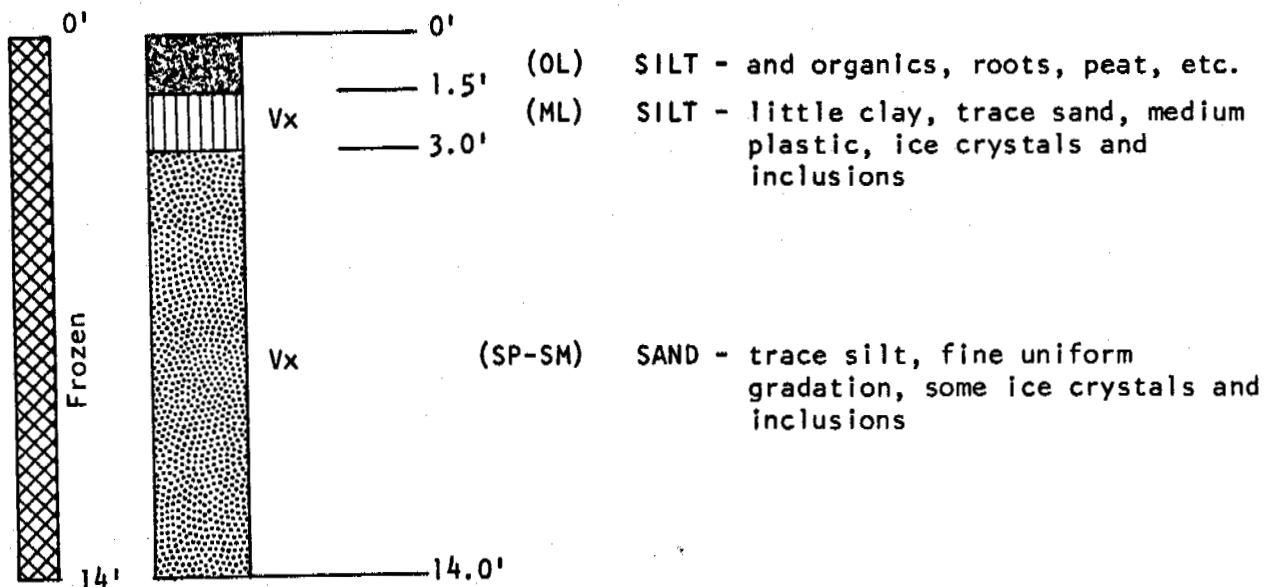 0'
0'
(OL) SILT - and organics, roots, peat, etc.
1.5'
Vx
(ML) SILT - little clay, trace sand, medium
plastic, ice crystals and
inclusions
3.0'
Frozen
Vx
(SP-SM) SAND - trace silt, fine uniform
gradation, some ice crystals and
inclusions
14'
14.0'